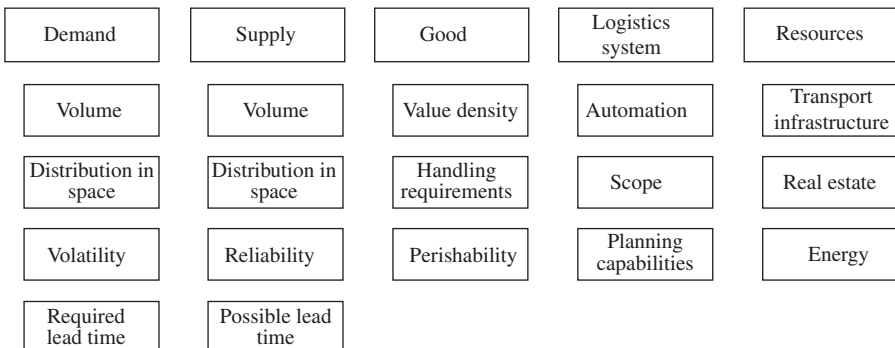 Demand
Supply
Good
Logistics
system
Resources
Volume
Volume
Value density
Automation
Transport
infrastructure
Distribution in
space
Distribution in
space
Handling
requirements
Scope
Real estate
Volatility
Reliability
Perishability
Planning
capabilities
Energy
Required
lead time
Possible lead
time